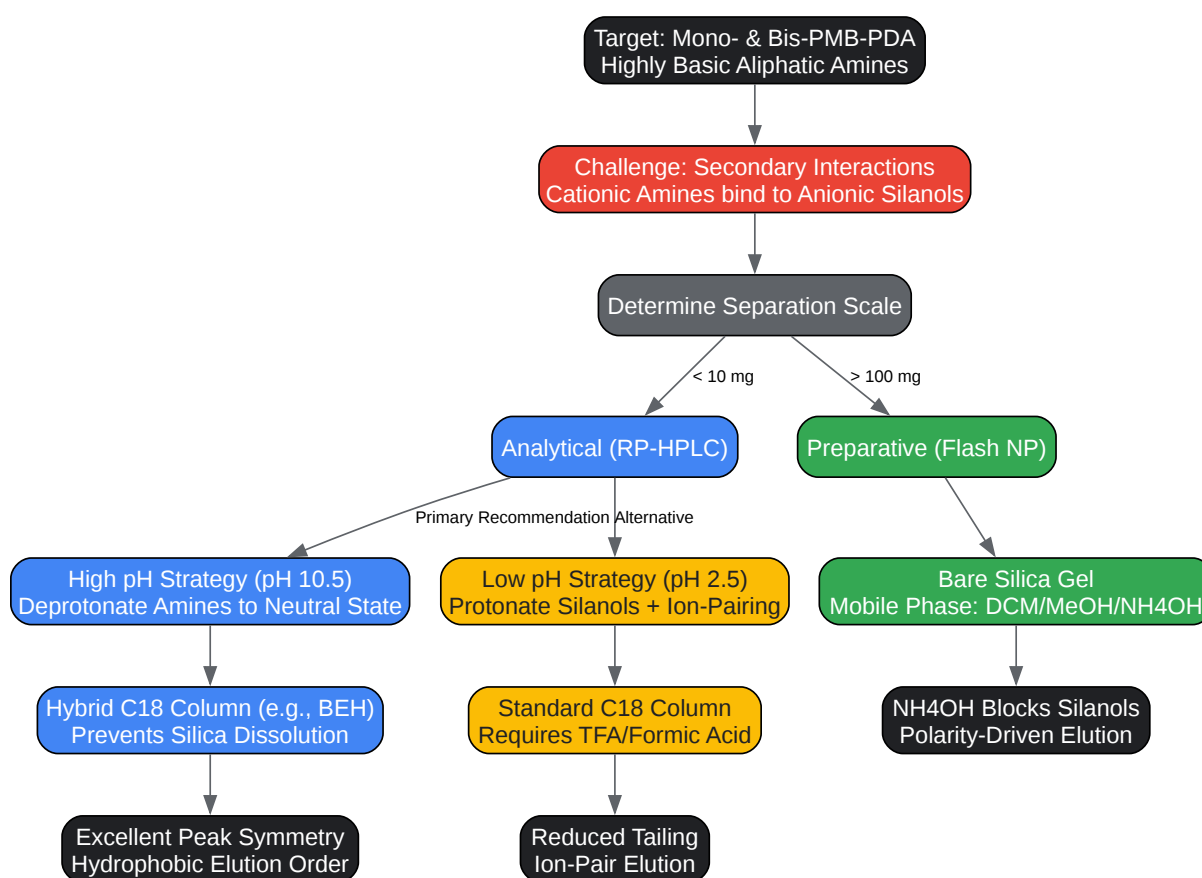 Target: Mono- & Bis-PMB-PDA
Highly Basic Aliphatic Amines
Challenge: Secondary Interactions
Cationic Amines bind to Anionic Silanols
Determine Separation Scale
< 10 mg
> 100 mg
Analytical (RP-HPLC)
Preparative (Flash NP)
Primary Recommendation
Alternative
High pH Strategy (pH 10.5)
Deprotonate Amines to Neutral State
Low pH Strategy (pH 2.5)
Protonate Silanols + Ion-Pairing
Bare Silica Gel
Mobile Phase: DCM/MeOH/NH4OH
Hybrid C18 Column (e.g., BEH)
Prevents Silica Dissolution
Standard C18 Column
Requires TFA/Formic Acid
NH4OH Blocks Silanols
Polarity-Driven Elution
Excellent Peak Symmetry
Hydrophobic Elution Order
Reduced Tailing
Ion-Pair Elution